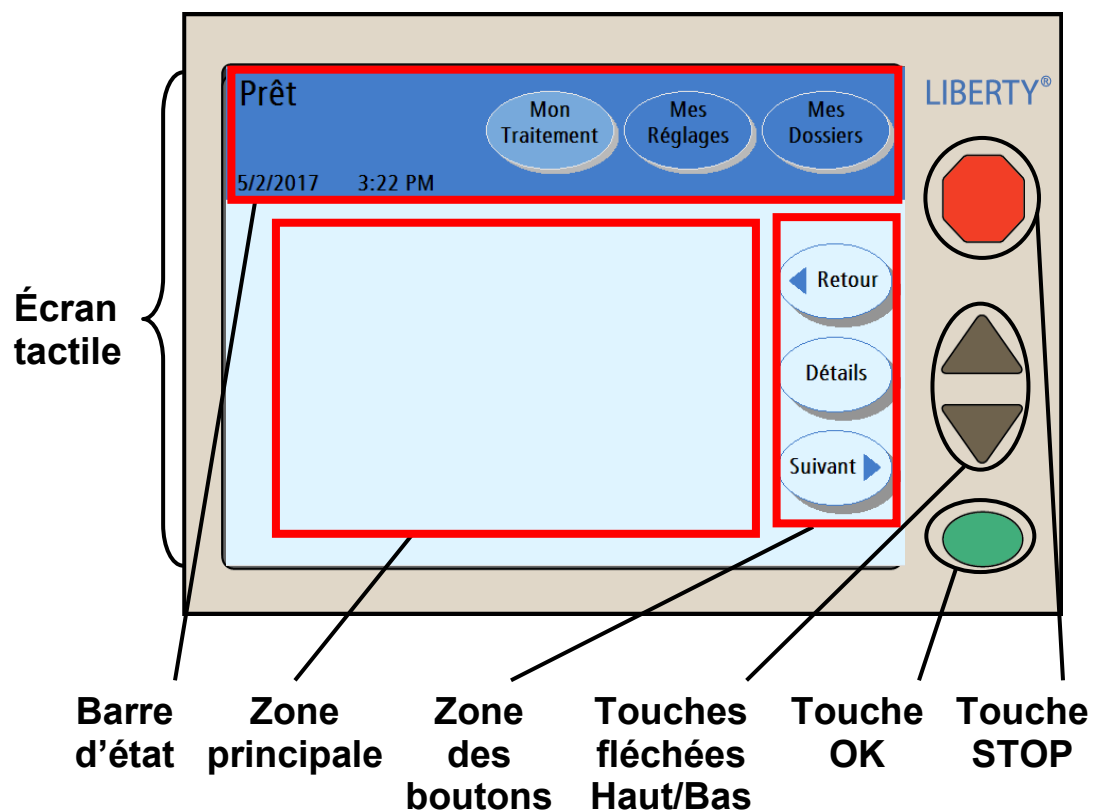 Prêt
Mon
Traitement
Mes
Réglages
Mes
Dossiers
5/2/2017 3:22 PM
LIBERTY®
Retour
Détails
Suivant
Écran
tactile
Barre
d’état
Zone
principale
Zone
des
boutons
Touches
fléchées
Haut/Bas
Touche
OK
Touche
STOP